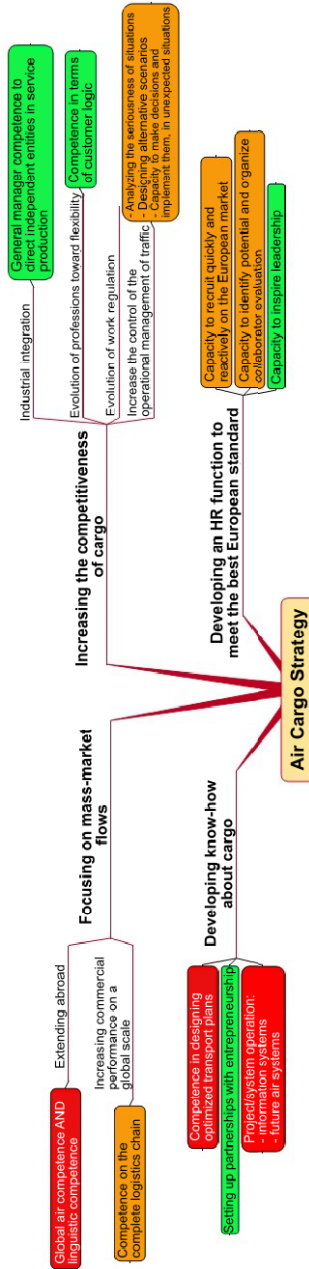 Air Cargo Strategy
Focusing on mass-market
flows
Extending abroad
Global air competence AND
linguistic competence
Increasing commercial
performance on a
global scale
Competence on the
complete logistics chain
Developing know-how
about cargo
Competence in designing
optimized transport plans
Setting up partnerships with entrepreneurship
Project/system operation:
- information systems
- future air systems
Increasing the competitiveness
of cargo
Industrial integration
General manager competence to
direct independent entities in service
production
Evolution of professions toward flexibility
Competence in terms
of customer logic
Evolution of work regulation
Increase the control of the
operational management of traffic
- Analyzing the seriousness of situations
- Designing alternative scenarios
- Capacity to make decisions and
implement them, in unexpected situations
Developing an HR function to
meet the best European standard
Capacity to recruit quickly and
reactively on the European market
Capacity to identify potential and organize
collaborator evaluation
Capacity to inspire leadership